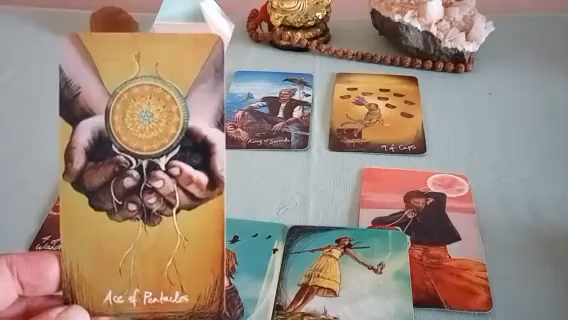 Ace of Pentacles
King of Swords
9 of Cups